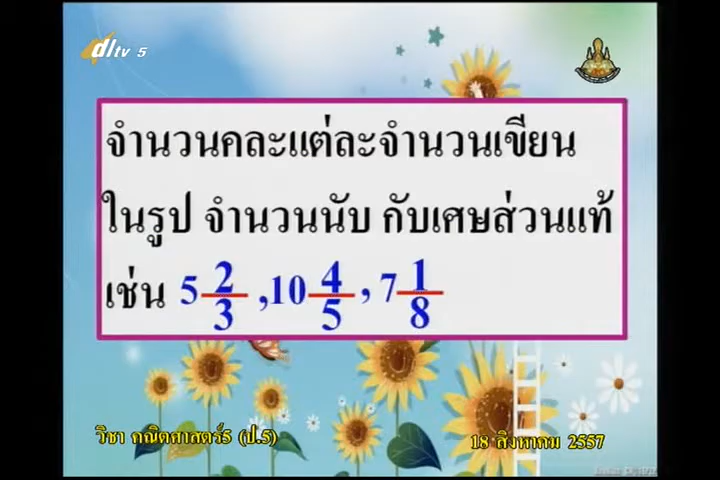 dltv 5
จำนวนคละแต่ละจำนวนเขียน
ในรูป จำนวนนับ กับเศษส่วนแท้
เช่น 5 2/3 , 10 4/5 , 7 1/8
วิชา คณิตศาสตร์5 (ป.5)
18 สิงหาคม 2557